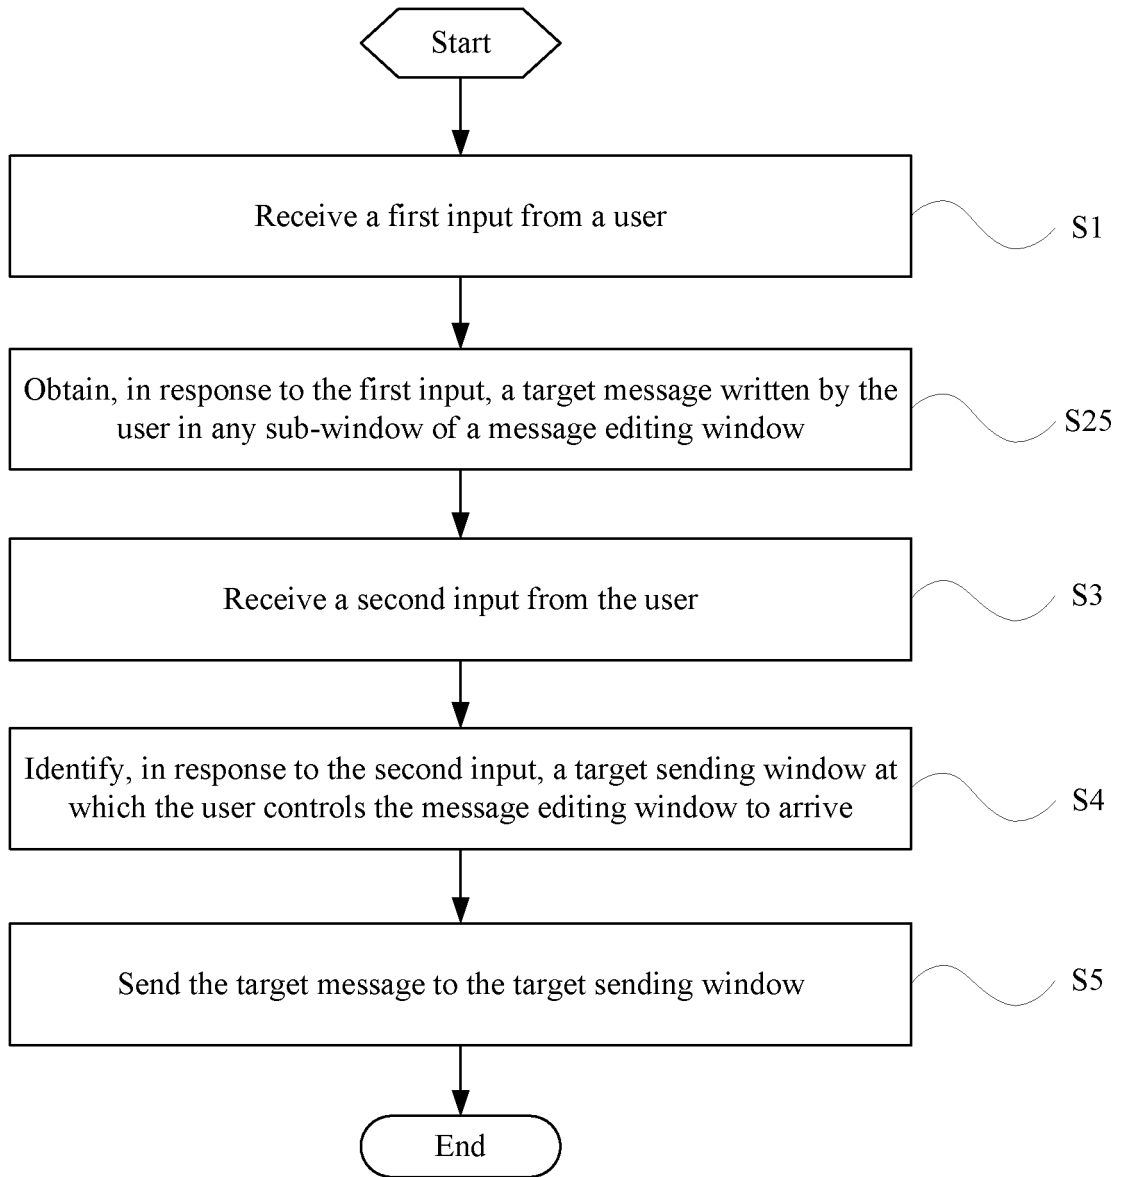 Start
Receive a first input from a user
S1
Obtain, in response to the first input, a target message written by the
user in any sub-window of a message editing window
S25
Receive a second input from the user
S3
Identify, in response to the second input, a target sending window at
which the user controls the message editing window to arrive
S4
Send the target message to the target sending window
S5
End